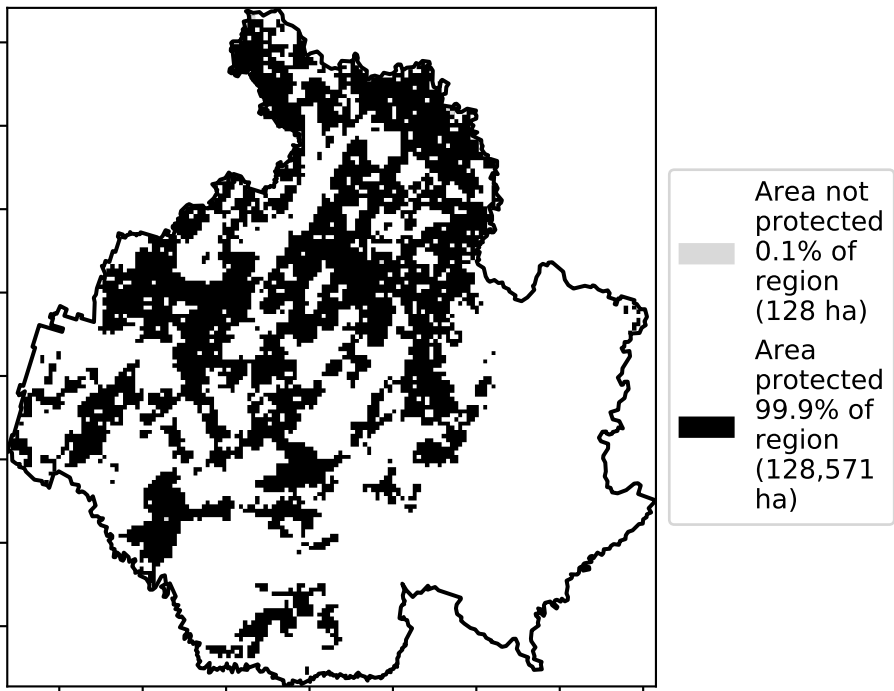 Area not
protected
0.1% of
region
(128 ha)
Area
protected
99.9% of
region
(128,571
ha)